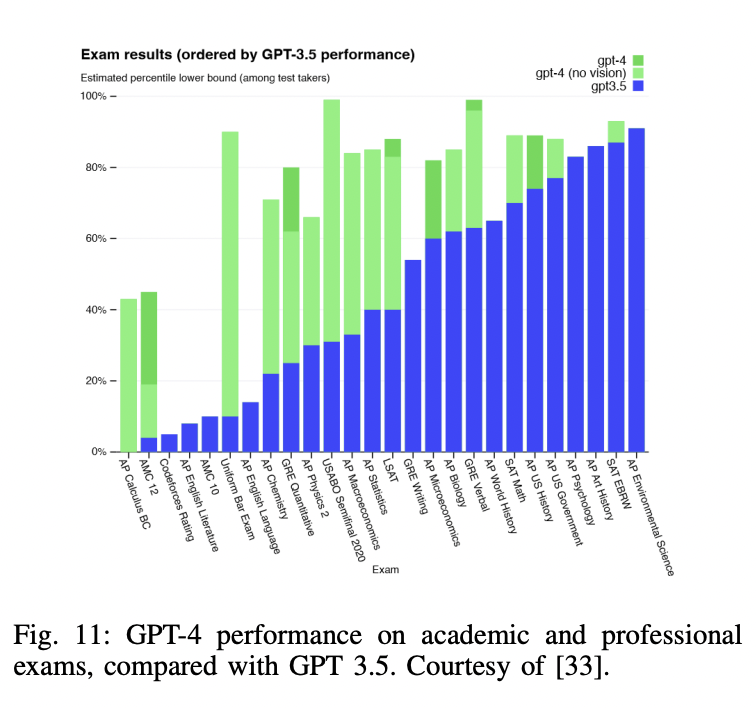 Exam results (ordered by GPT-3.5 performance)
Estimated percentile lower bound (among test takers)
gpt-4
gpt-4 (no vision)
gpt3.5
100%
80%
60%
40%
20%
0%
AP Calculus BC
AMC 12
Codeforces Rating
AP English Literature
AMC 10
Uniform Bar Exam
AP English Language
AP Chemistry
GRE Quantitative
AP Physics 2
USABO Semifinal 2020
AP Macroeconomics
AP Statistics
LSAT
GRE Writing
AP Microeconomics
AP Biology
GRE Verbal
AP World History
SAT Math
AP US History
AP US Government
AP Psychology
AP Art History
SAT EBRW
AP Environmental Science
Exam
Fig. 11: GPT-4 performance on academic and professional
exams, compared with GPT 3.5. Courtesy of [33].